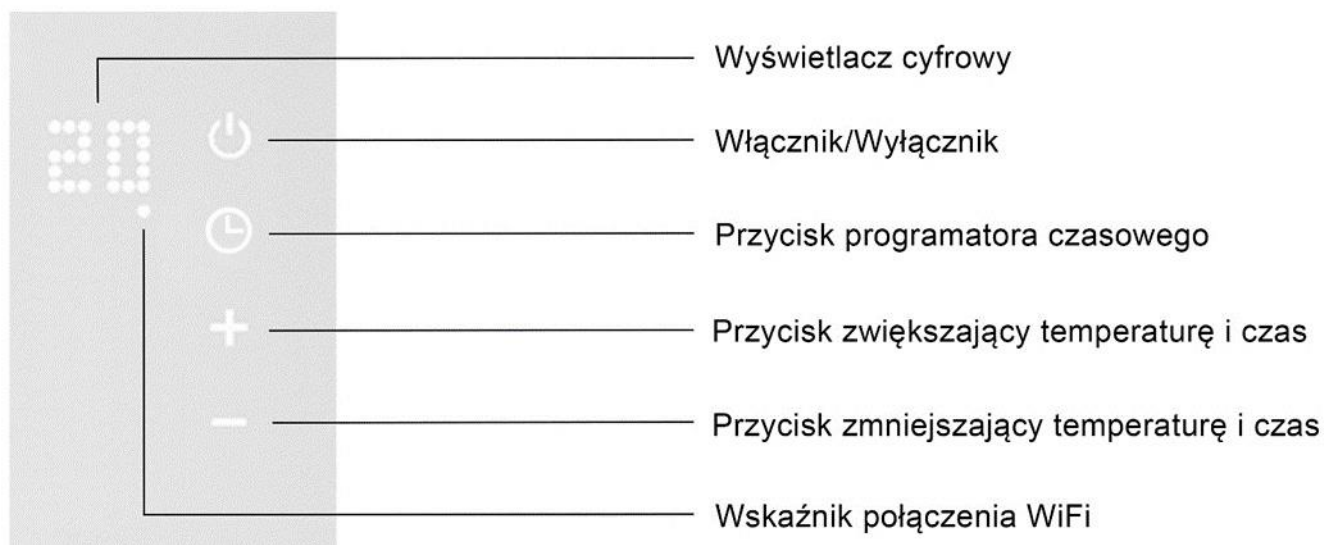 Wyświetlacz cyfrowy
20
Włącznik/Wyłącznik
Przycisk programatora czasowego
Przycisk zwiększający temperaturę i czas
Przycisk zmniejszający temperaturę i czas
Wskaźnik połączenia WiFi